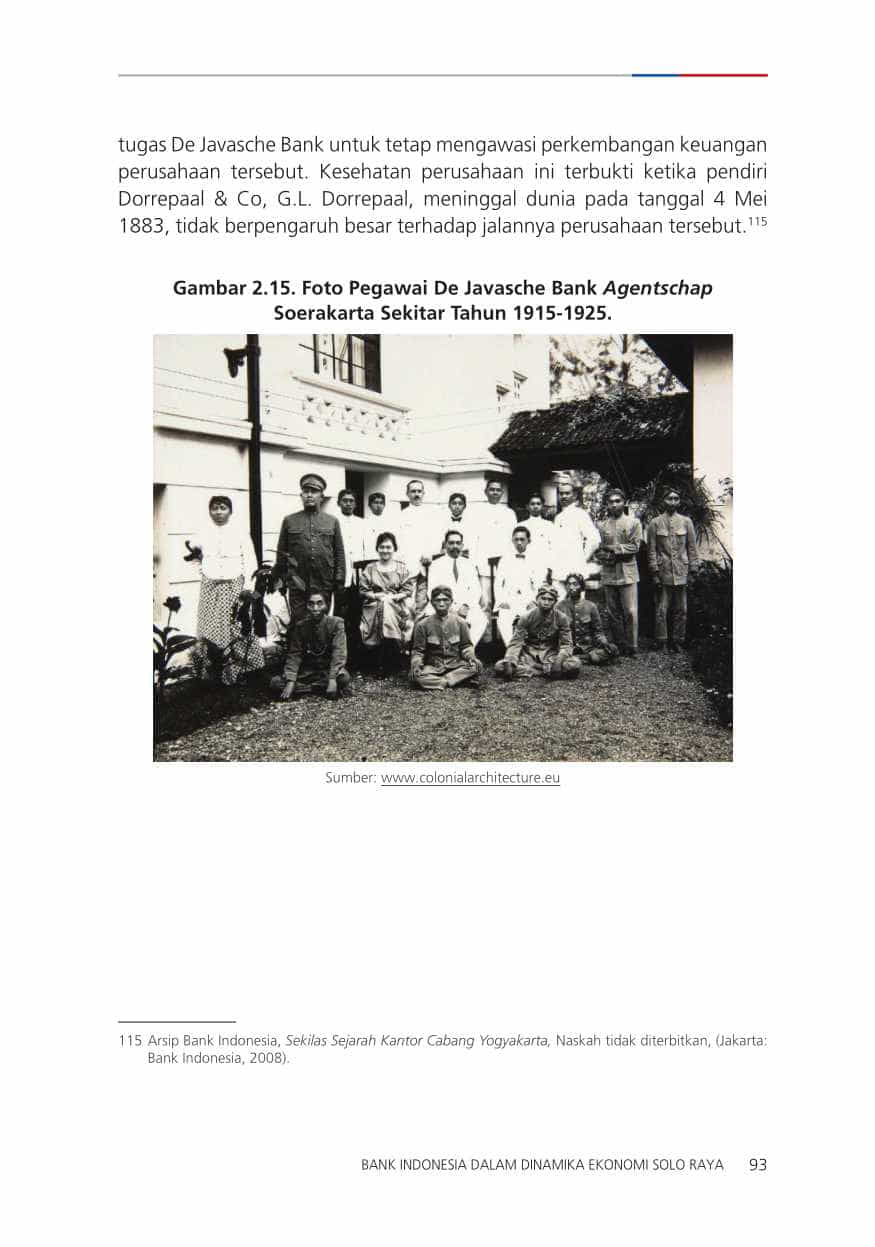 tugas De Javasche Bank untuk tetap mengawasi perkembangan keuangan
perusahaan tersebut. Kesehatan perusahaan ini terbukti ketika pendiri
Dorrepaal & Co, G.L. Dorrepaal, meninggal dunia pada tanggal 4 Mei
1883, tidak berpengaruh besar terhadap jalannya perusahaan tersebut.115
Gambar 2.15. Foto Pegawai De Javasche Bank Agentschap
Soerakarta Sekitar Tahun 1915-1925.
Sumber: www.colonialarchitecture.eu
115 Arsip Bank Indonesia, Sekilas Sejarah Kantor Cabang Yogyakarta, Naskah tidak diterbitkan, (Jakarta:
Bank Indonesia, 2008).
BANK INDONESIA DALAM DINAMIKA EKONOMI SOLO RAYA 93